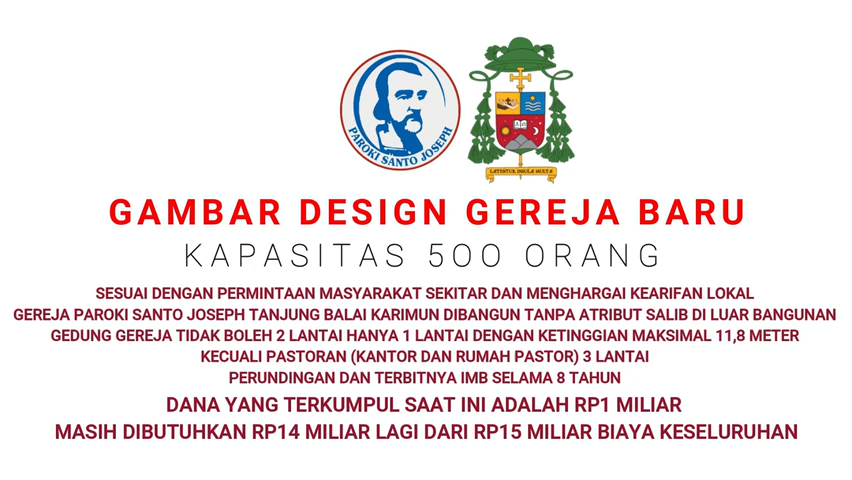 PAROKI SANTO JOSEPH
LAETENTUR INSULA MULTA
GAMBAR DESIGN GEREJA BARU
KAPASITAS 500 ORANG
SESUAI DENGAN PERMINTAAN MASYARAKAT SEKITAR DAN MENGHARGAI KEARIFAN LOKAL
GEREJA PAROKI SANTO JOSEPH TANJUNG BALAI KARIMUN DIBANGUN TANPA ATRIBUT SALIB DI LUAR BANGUNAN
GEDUNG GEREJA TIDAK BOLEH 2 LANTAI HANYA 1 LANTAI DENGAN KETINGGIAN MAKSIMAL 11,8 METER
KECUALI PASTORAN (KANTOR DAN RUMAH PASTOR) 3 LANTAI
PERUNDINGAN DAN TERBITNYA IMB SELAMA 8 TAHUN
DANA YANG TERKUMPUL SAAT INI ADALAH RP1 MILIAR
MASIH DIBUTUHKAN RP14 MILIAR LAGI DARI RP15 MILIAR BIAYA KESELURUHAN